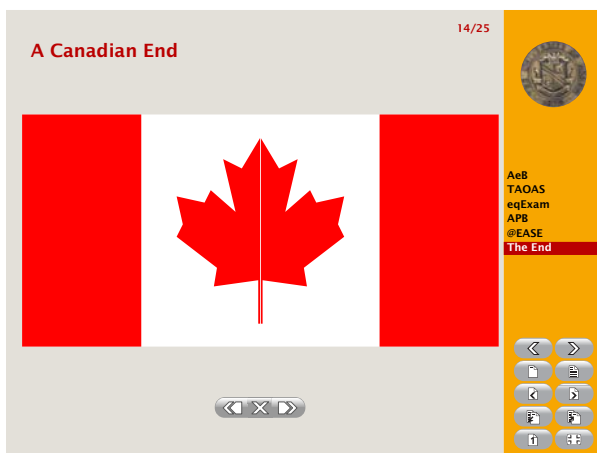 14/25
A Canadian End
AeB
TAOAS
eqExam
APB
@EASE
The End